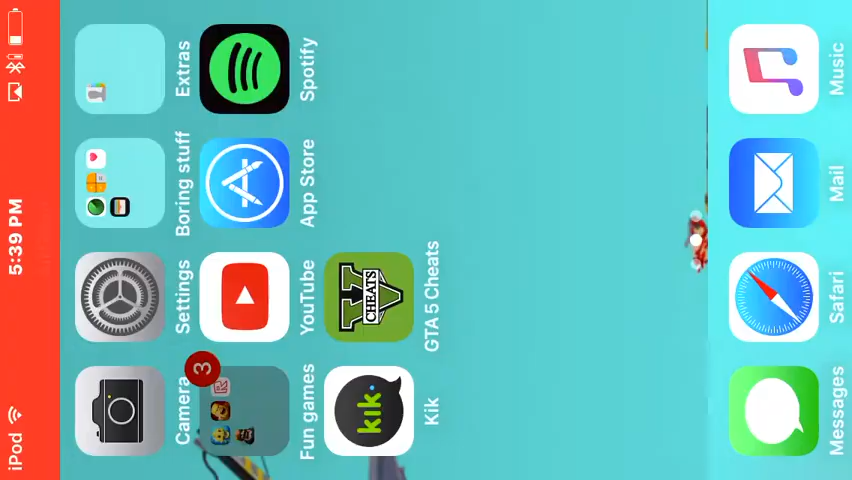 iPod 5:39 PM
Camera Settings Boring stuff Extras
3
Fun games YouTube App Store Spotify
kik.
V
CHEATS
Kik GTA 5 Cheats
Messages Safari Mail Music